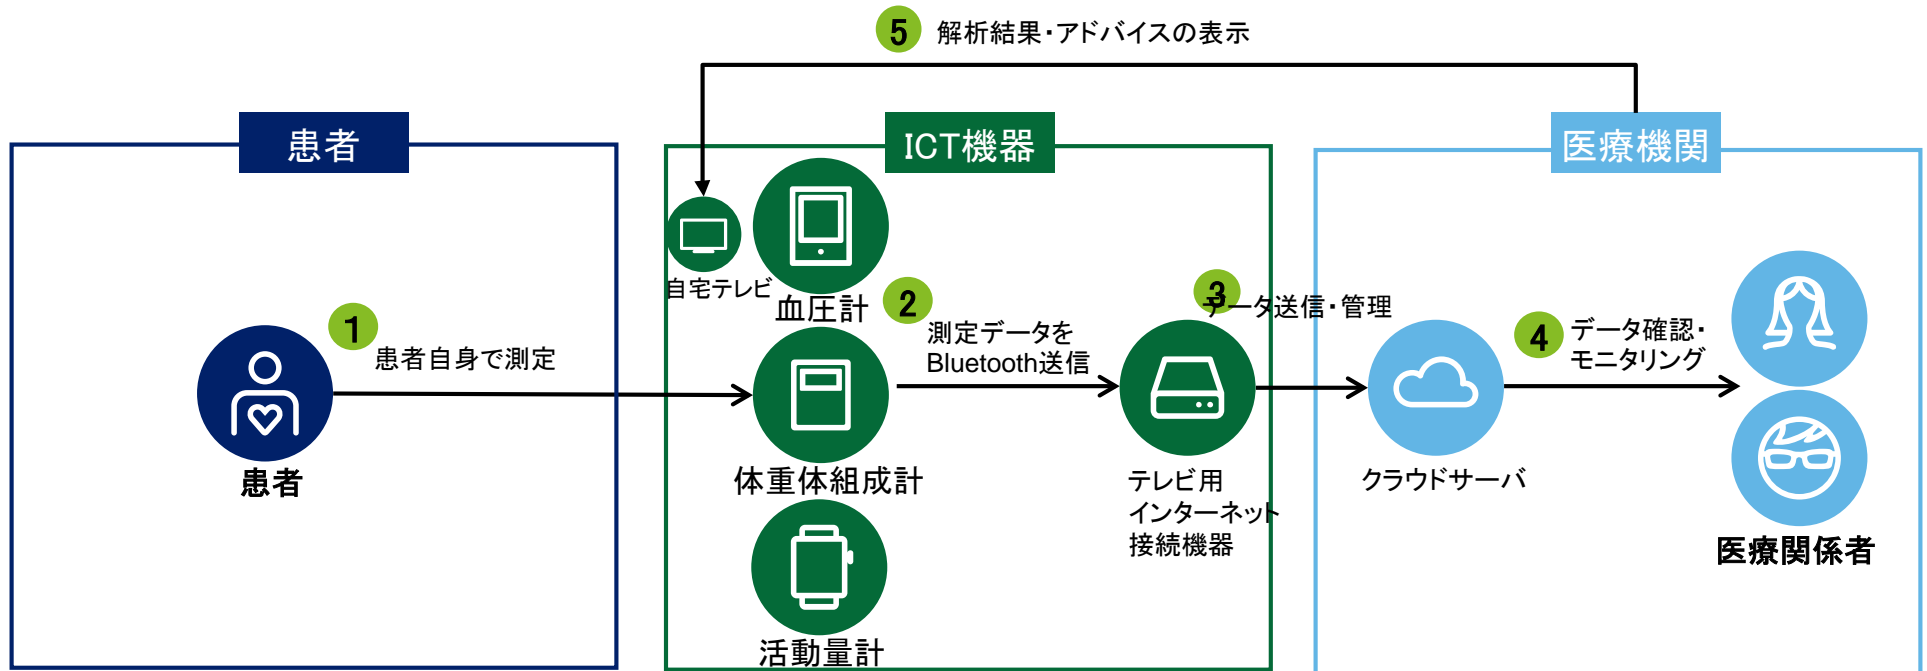 5 解析結果・アドバイスの表示
患者
ICT機器
医療機関
自宅テレビ
血圧計
1
患者自身で測定
2
測定データを
Bluetooth送信
3
データ送信・管理
4
データ確認・
モニタリング
患者
体重体組成計
テレビ用
インターネット
接続機器
クラウドサーバ
医療関係者
活動量計